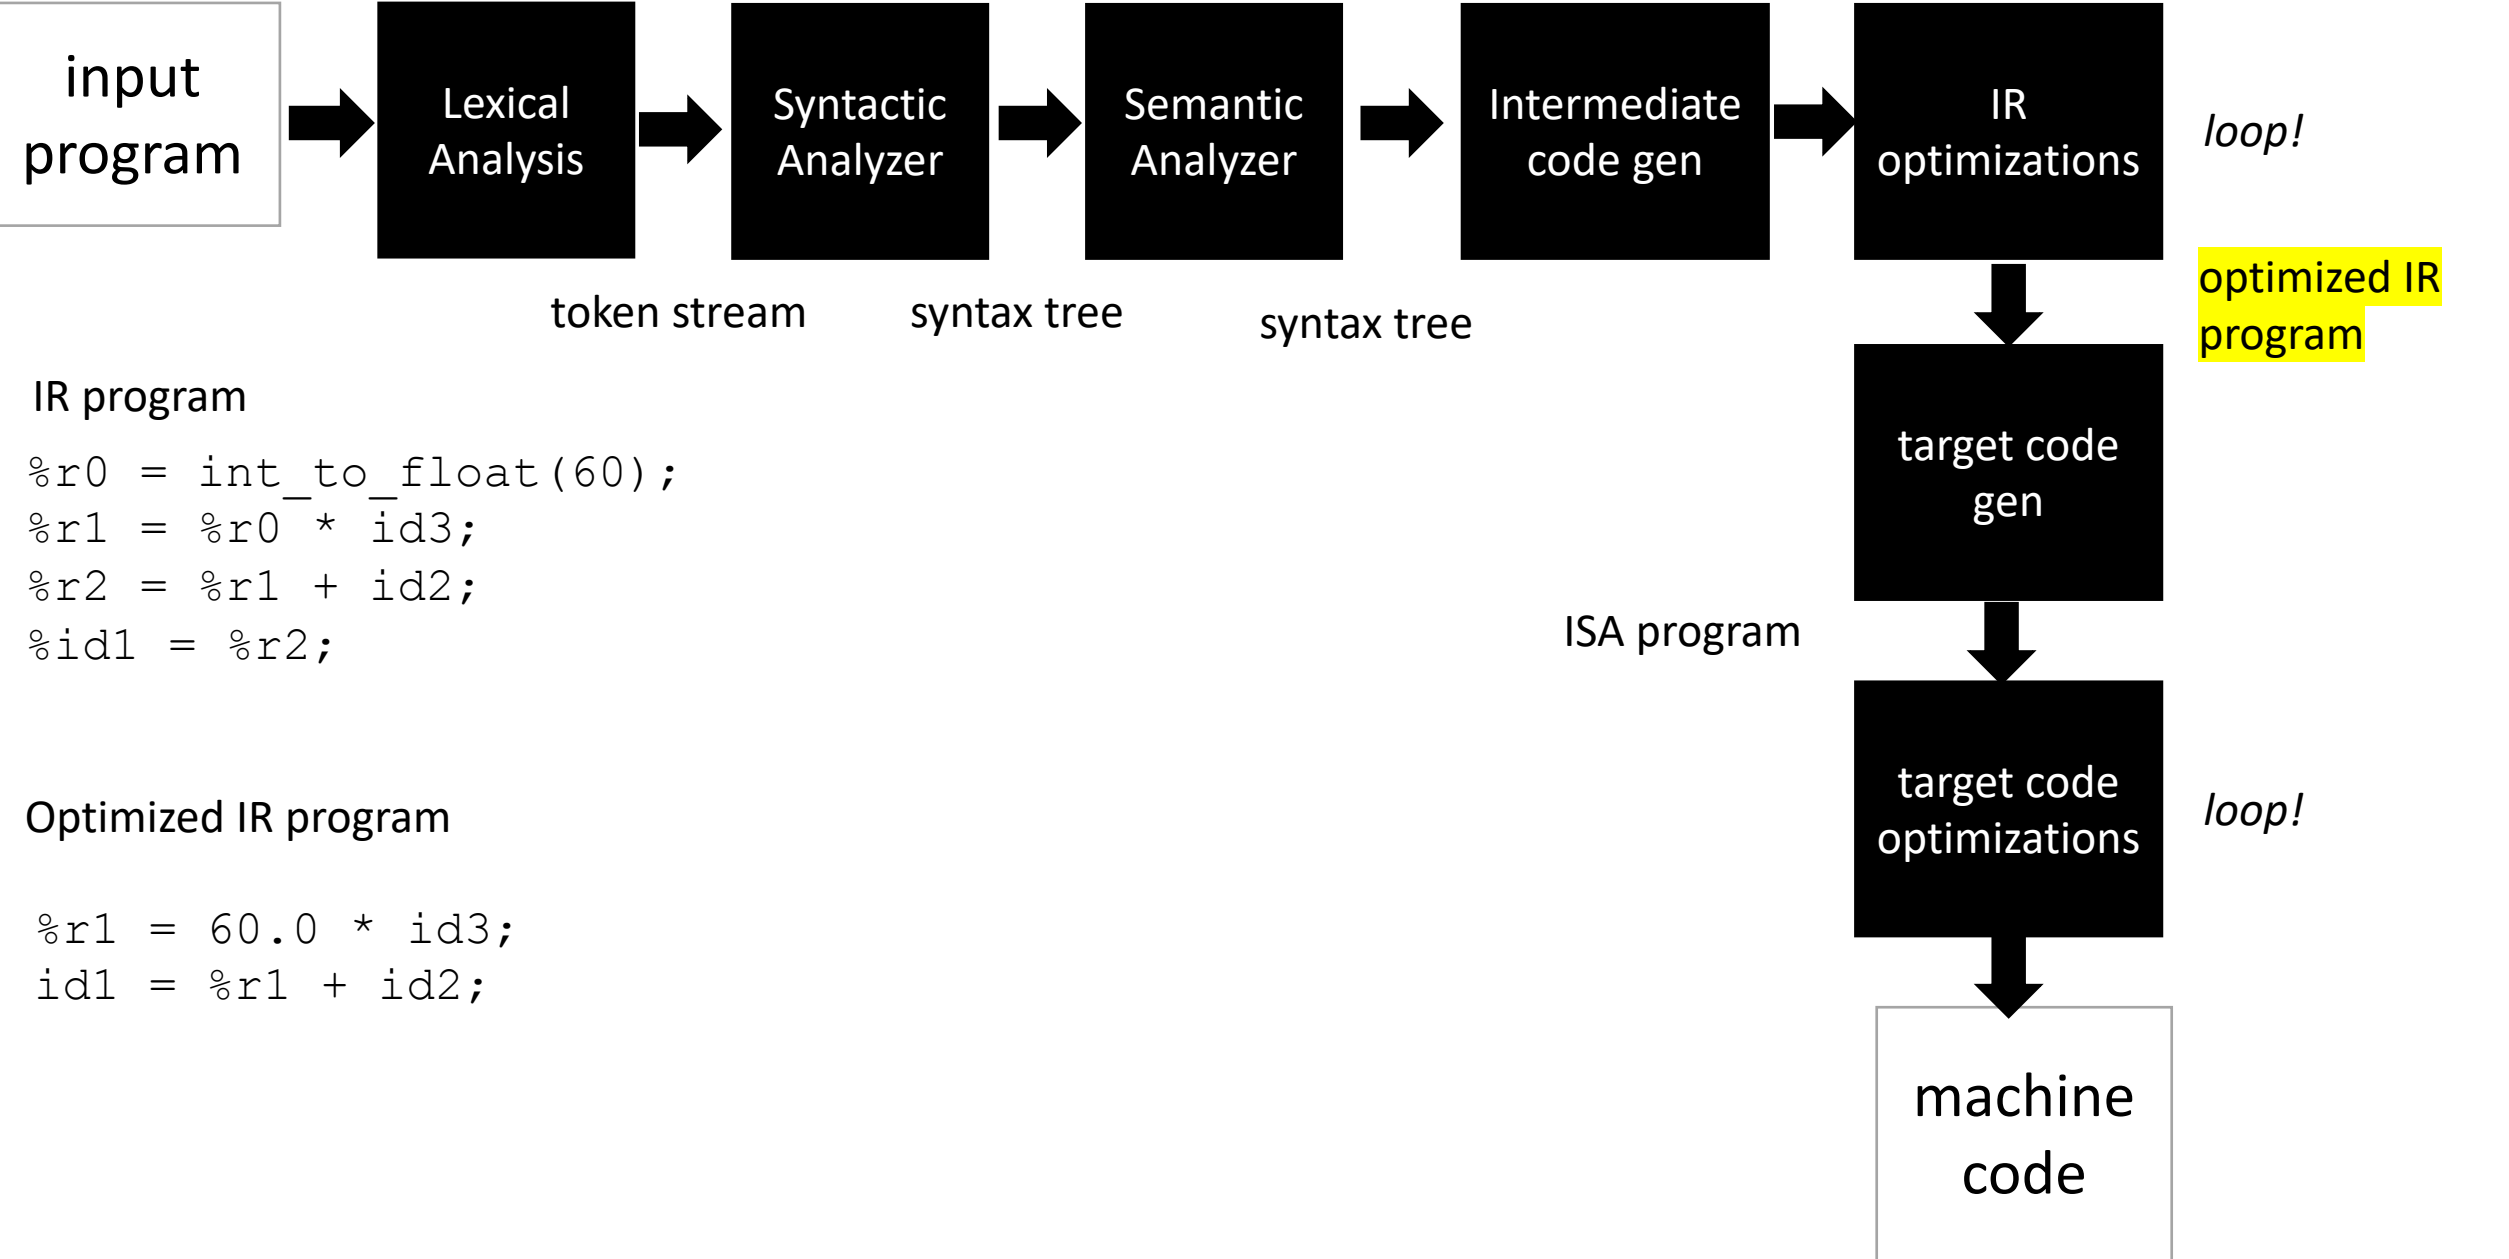 input
program
Lexical
Analysis
Syntactic
Analyzer
Semantic
Analyzer
Intermediate
code gen
IR
optimizations
loop!
token stream
syntax tree
syntax tree
optimized IR
program
IR program
%r0 = int_to_float(60);
%r1 = %r0 * id3;
%r2 = %r1 + id2;
%id1 = %r2;
target code
gen
ISA program
target code
optimizations
loop!
Optimized IR program
%r1 = 60.0 * id3;
id1 = %r1 + id2;
machine
code